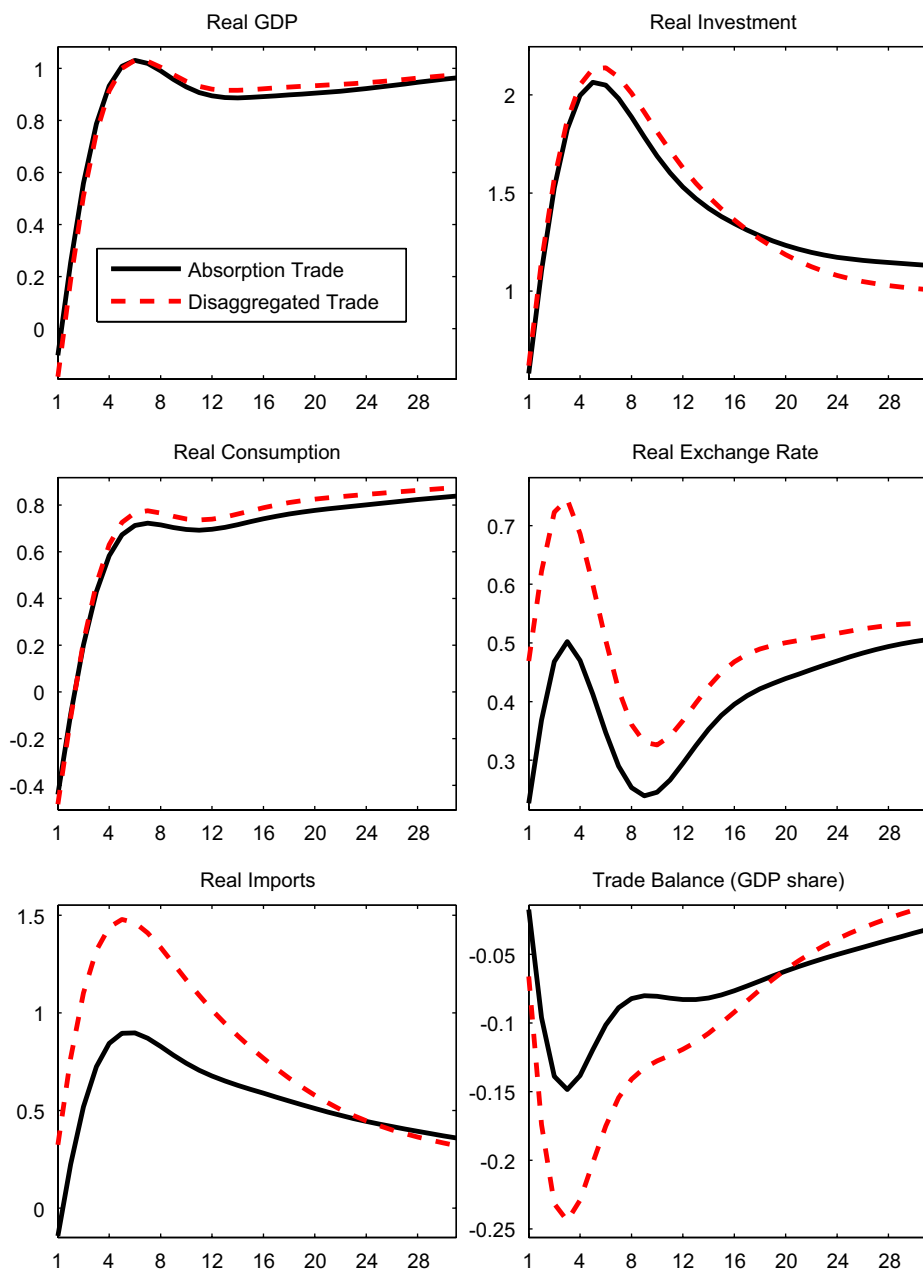 Real GDP
1
0.8
0.6
0.4
0.2
0
Absorption Trade
Disaggregated Trade
1 4 8 12 16 20 24 28
Real Investment
2
1.5
1
1 4 8 12 16 20 24 28
Real Consumption
0.8
0.6
0.4
0.2
0
-0.2
-0.4
1 4 8 12 16 20 24 28
Real Exchange Rate
0.7
0.6
0.5
0.4
0.3
1 4 8 12 16 20 24 28
Real Imports
1.5
1
0.5
0
1 4 8 12 16 20 24 28
Trade Balance (GDP share)
-0.05
-0.1
-0.15
-0.2
-0.25
1 4 8 12 16 20 24 28